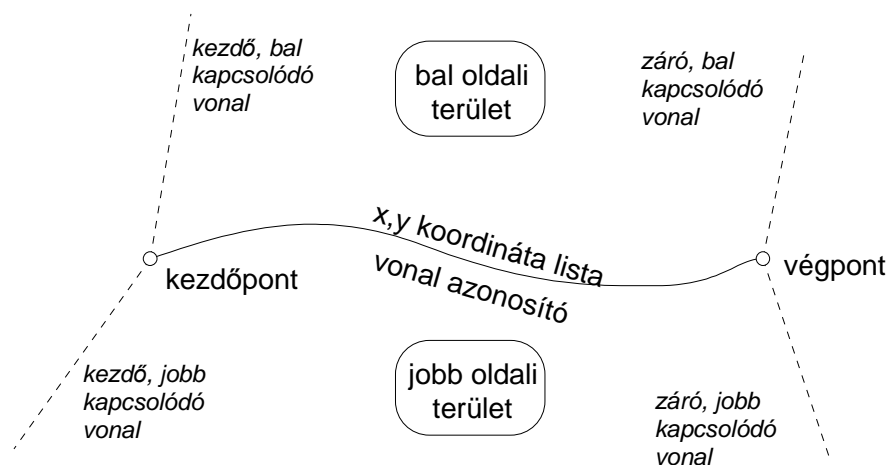 kezdő, bal
kapcsolódó
vonal
bal oldali
terület
záró, bal
kapcsolódó
vonal
x,y koordináta lista
vonal azonosító
kezdőpont
végpont
kezdő, jobb
kapcsolódó
vonal
jobb oldali
terület
záró, jobb
kapcsolódó
vonal